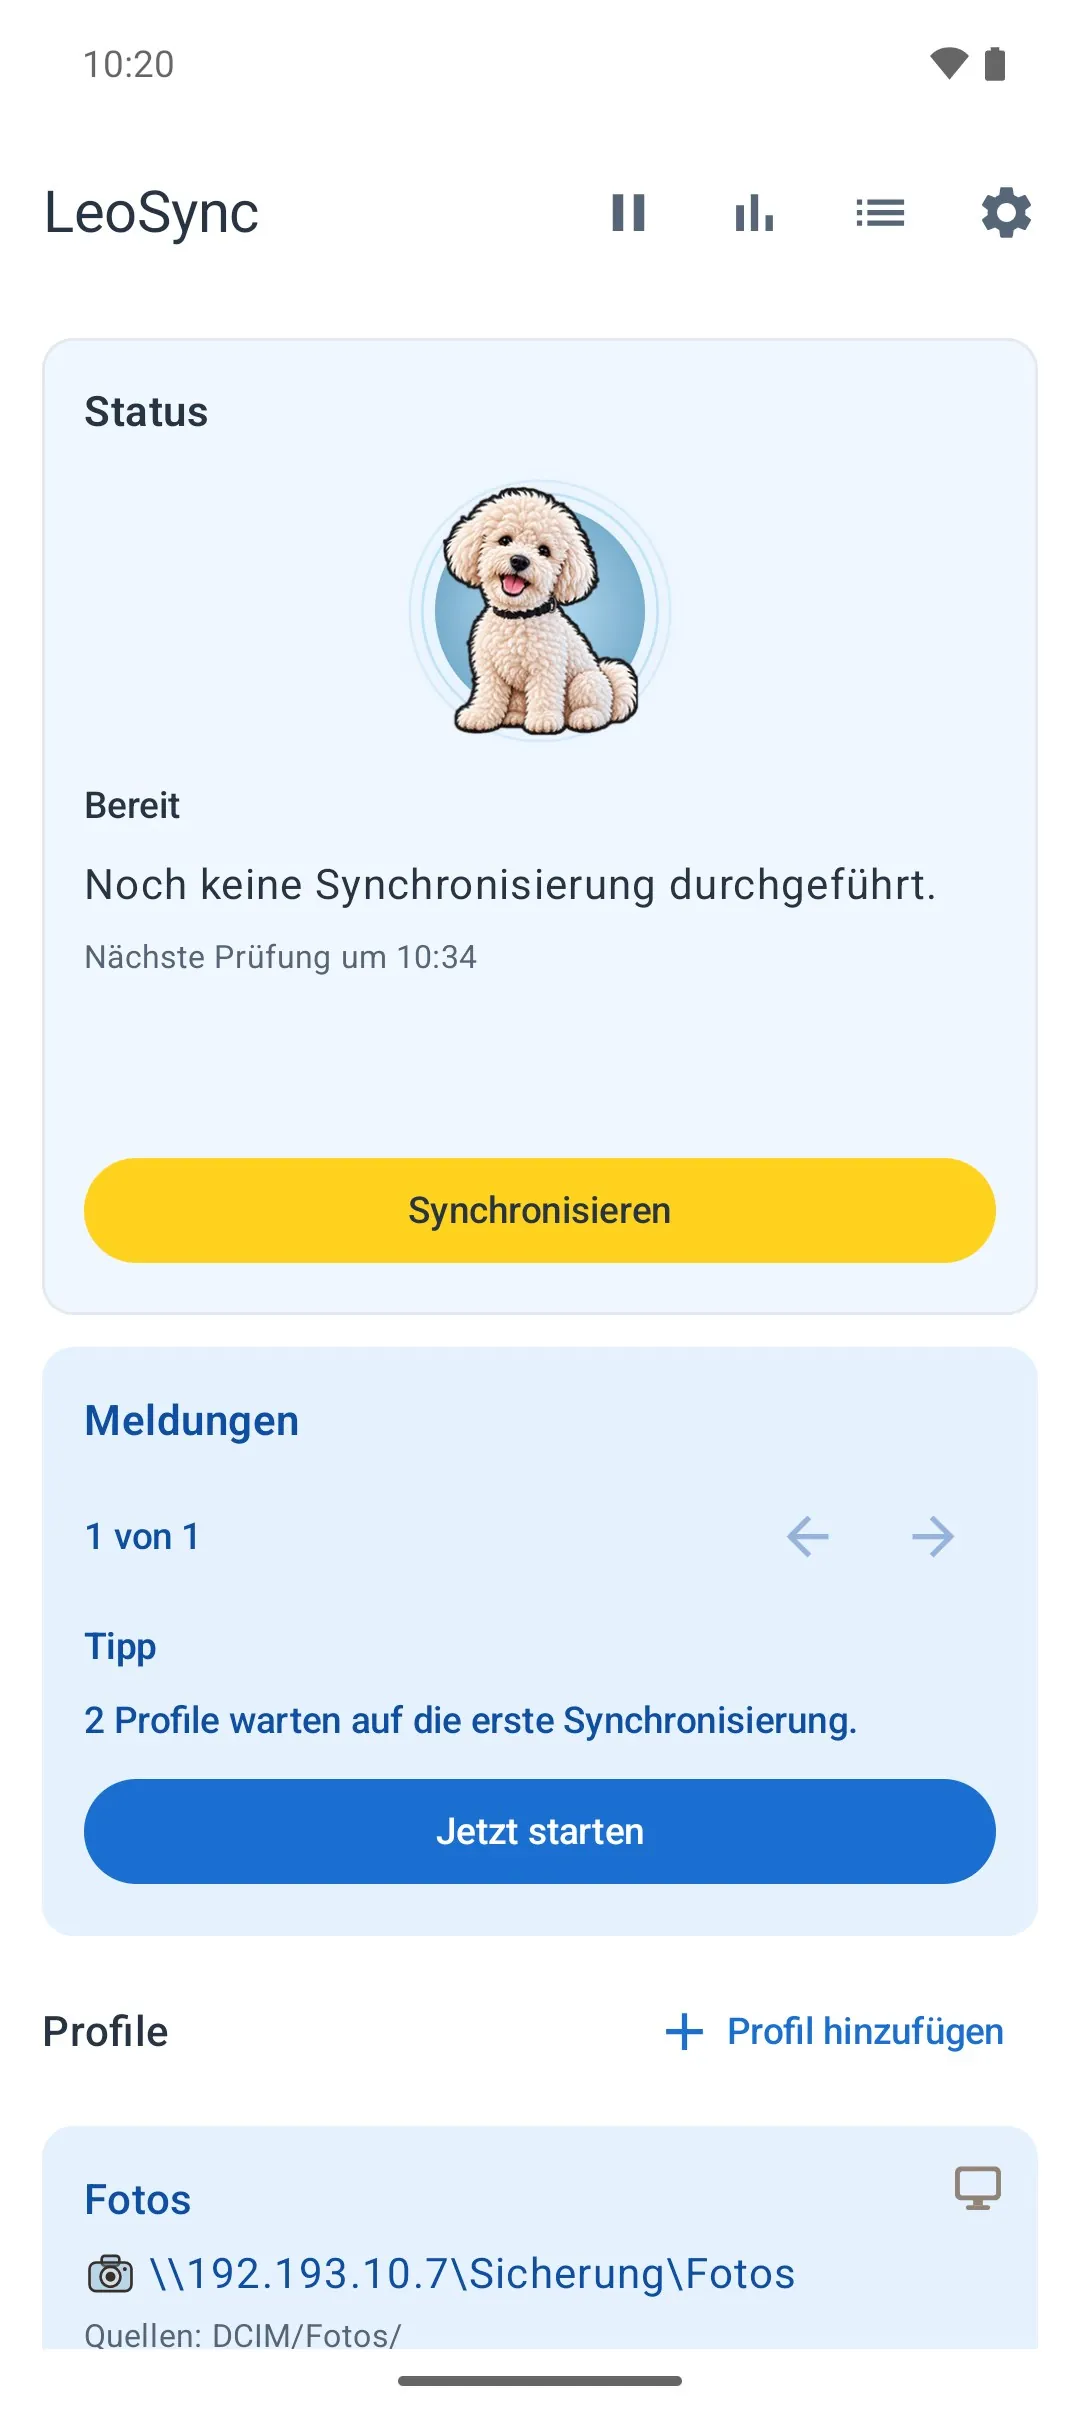 10:20
LeoSync
Status
Bereit
Noch keine Synchronisierung durchgeführt.
Nächste Prüfung um 10:34
Synchronisieren
Meldungen
1 von 1
Tipp
2 Profile warten auf die erste Synchronisierung.
Jetzt starten
Profile
Profil hinzufügen
Fotos
\\192.193.10.7\Sicherung\Fotos
Quellen: DCIM/Fotos/